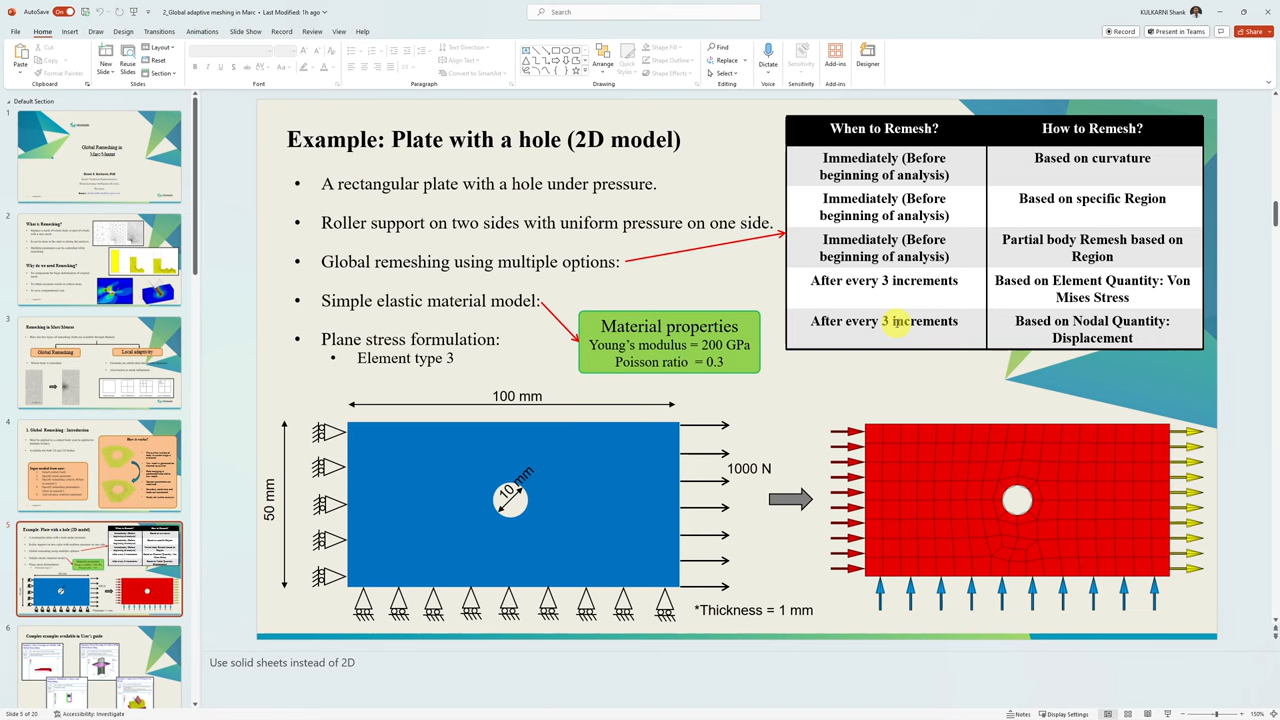 AutoSave On 2_Global adaptive meshing in Marc • Last Modified: 1h ago
Search
KULKARNI Shank
File Home Insert Draw Design Transitions Animations Slide Show Record Review View Help
Record Present in Teams Share
Paste
Cut
Copy
Format Painter
Clipboard
New Slide
Reuse Slides
Layout
Reset
Section
Slides
Font
Text Direction
Align Text
Convert to SmartArt
Paragraph
Arrange
Quick Styles
Shape Fill
Shape Outline
Shape Effects
Drawing
Find
Replace
Select
Editing
Dictate
Voice
Sensitivity
Sensitivity
Add-ins
Add-ins
Designer
Default Section
1
Global Remeshing in
Marc/Mentat
2
What is Remeshing?
Why do we need Remeshing?
3
Remeshing in Marc/Mentat
Global Remeshing
Local adaptivity
4
1. Global Remeshing : Introduction
How it works?
5
Example: Plate with a hole (2D model)
6
Complex examples available in User's guide
Example: Plate with a hole (2D model)
• A rectangular plate with a hole under pressure.
• Roller support on two sides with uniform pressure on one side.
• Global remeshing using multiple options:
• Simple elastic material model:
• Plane stress formulation:
• Element type 3
When to Remesh? How to Remesh?
Immediately (Before beginning of analysis) Based on curvature
Immediately (Before beginning of analysis) Based on specific Region
Immediately (Before beginning of analysis) Partial body Remesh based on Region
After every 3 increments Based on Element Quantity: Von Mises Stress
After every 3 increments Based on Nodal Quantity: Displacement
Material properties
Young's modulus = 200 GPa
Poisson ratio = 0.3
100 mm
50 mm
10 mm
1000 N
*Thickness = 1 mm
Use solid sheets instead of 2D
Slide 5 of 20 Accessibility: Investigate
Notes Display Settings 150%